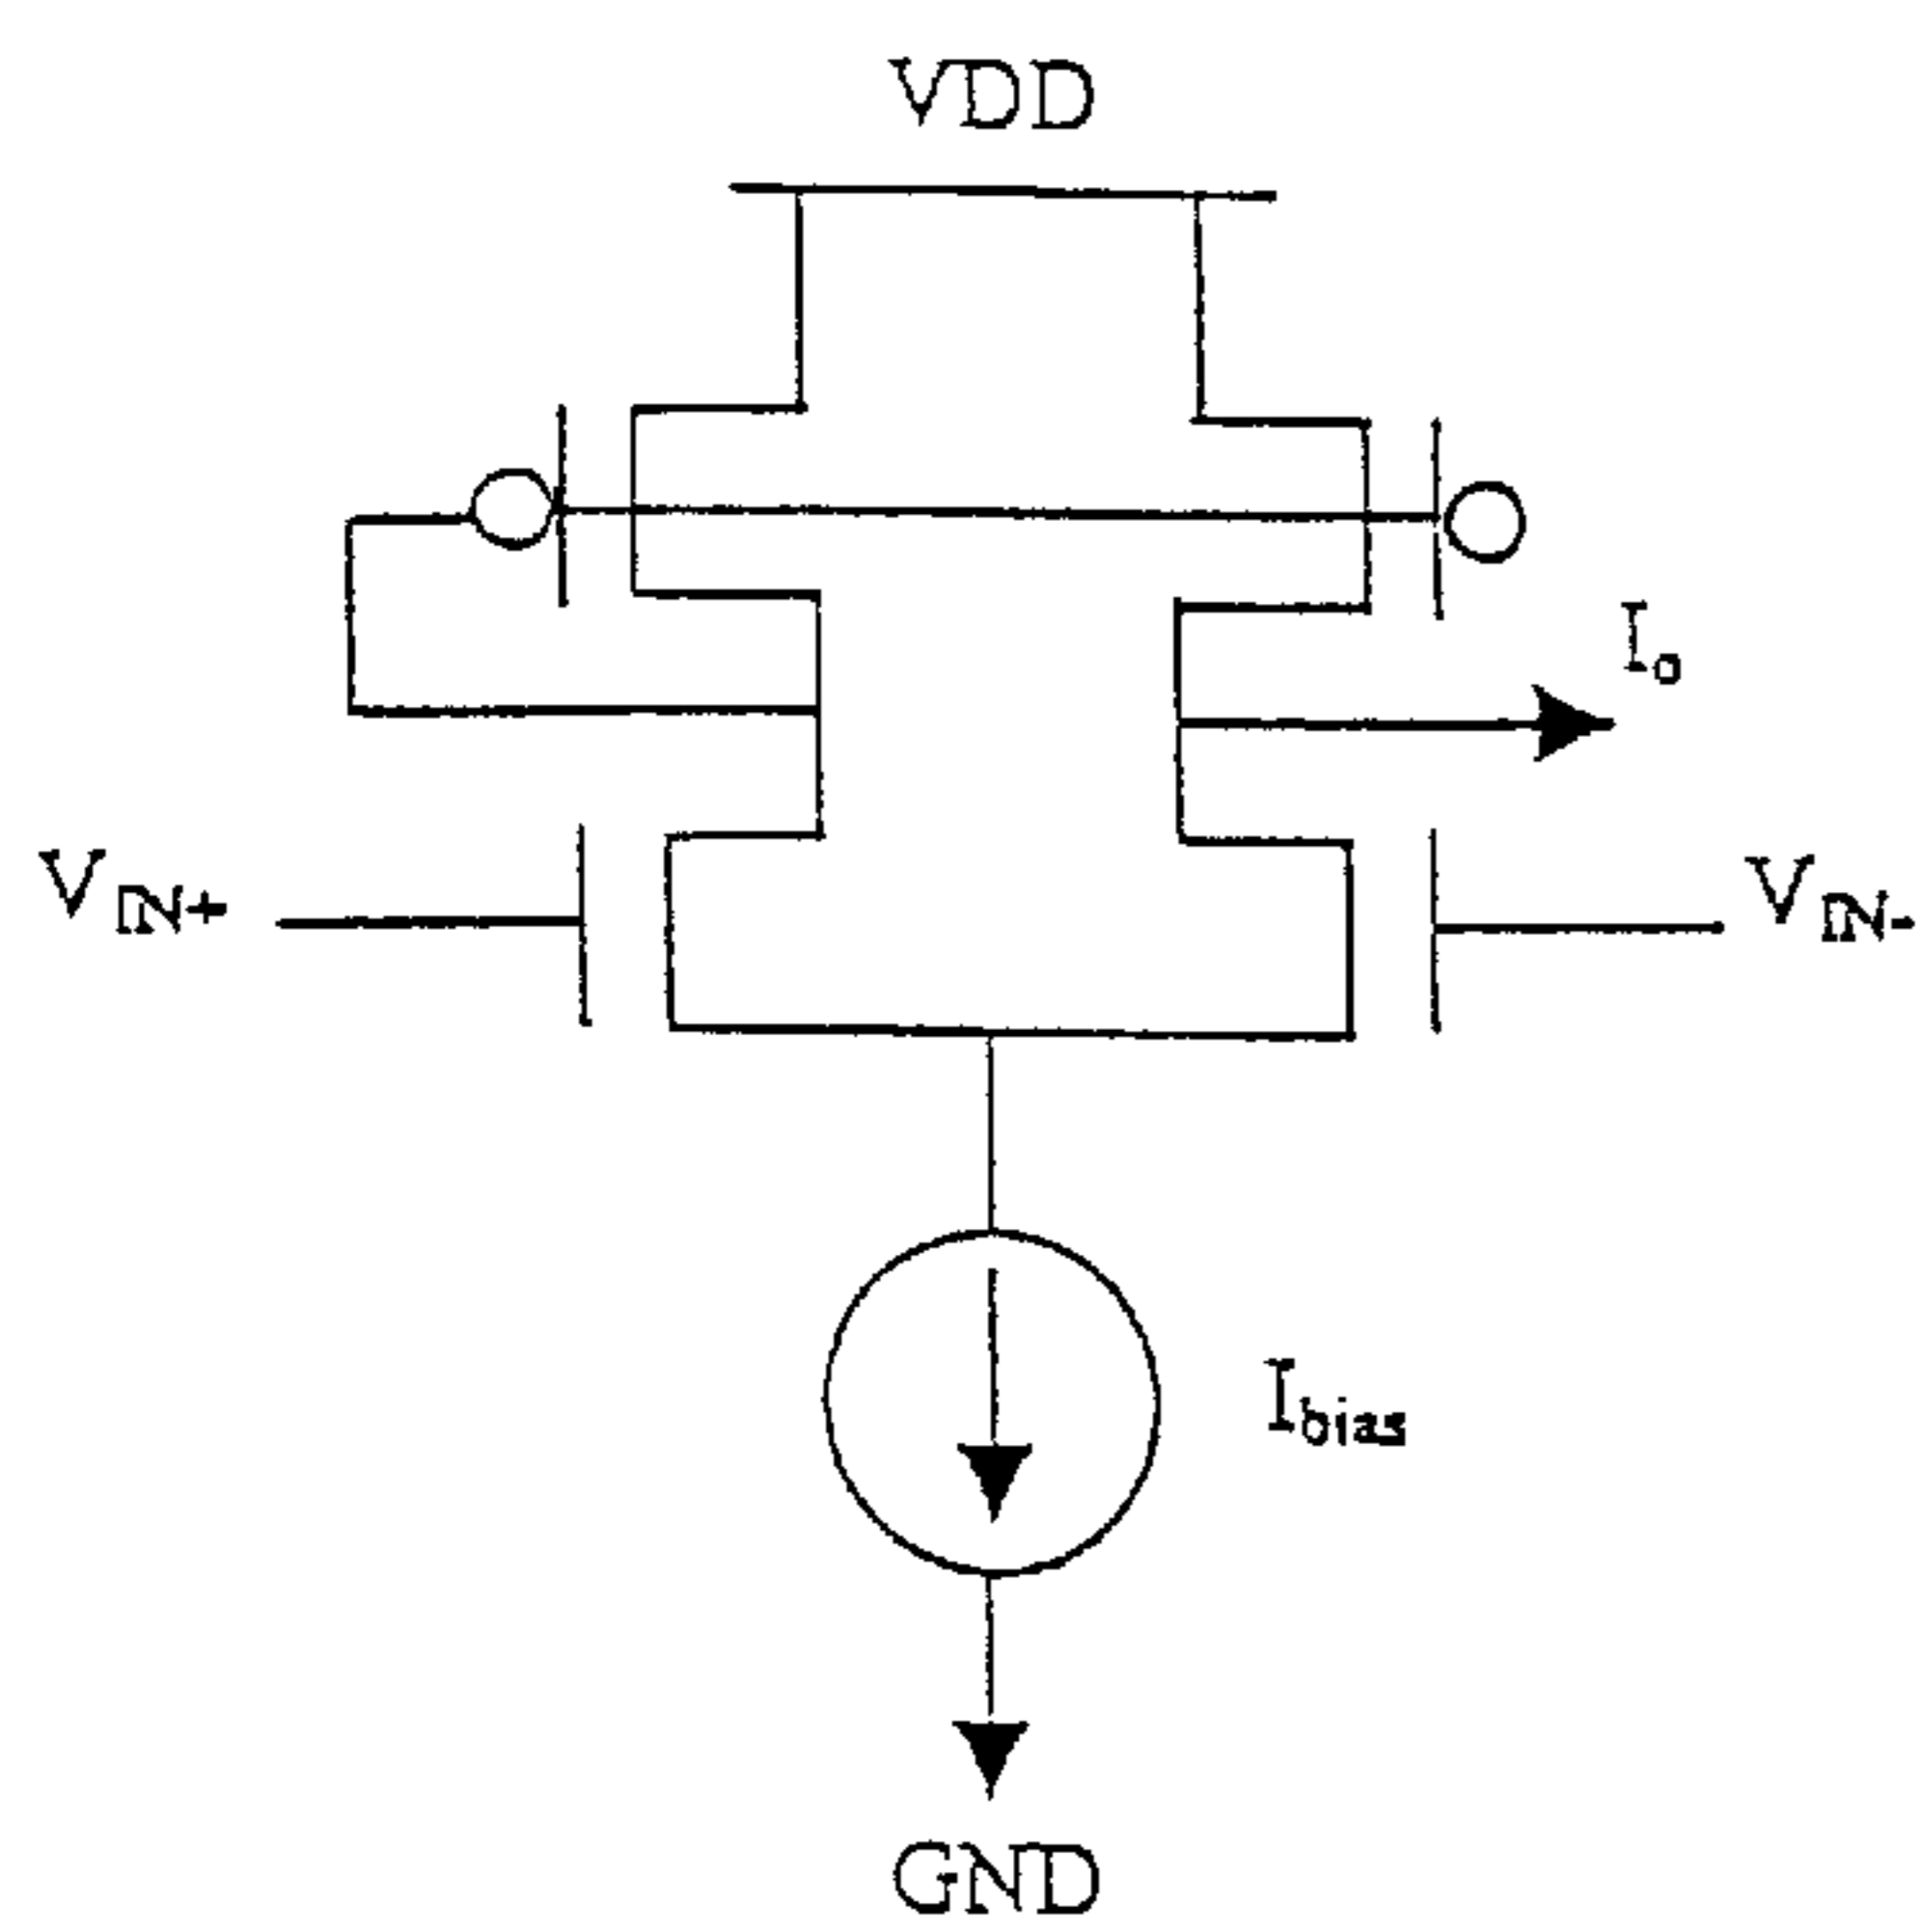 VDD
Io
VIN+
VIN-
Ibias
GND